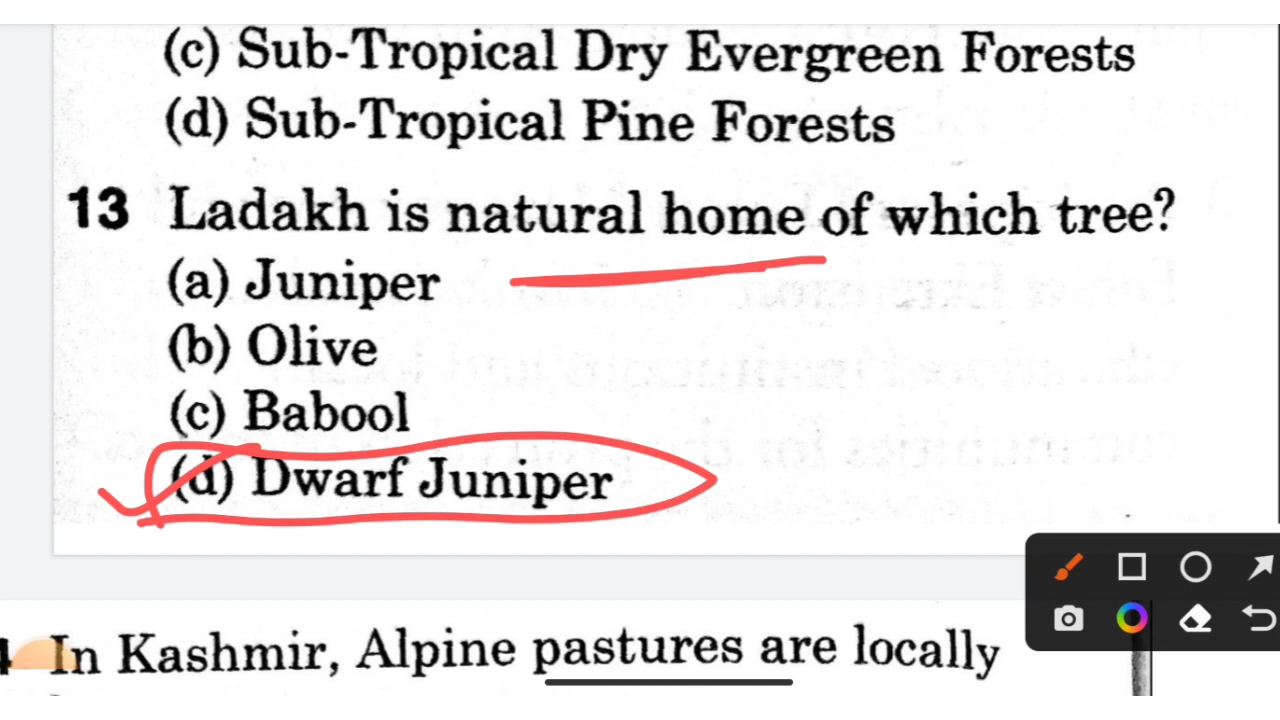 (c) Sub-Tropical Dry Evergreen Forests
(d) Sub-Tropical Pine Forests
13 Ladakh is natural home of which tree?
(a) Juniper
(b) Olive
(c) Babool
(d) Dwarf Juniper
In Kashmir, Alpine pastures are locally